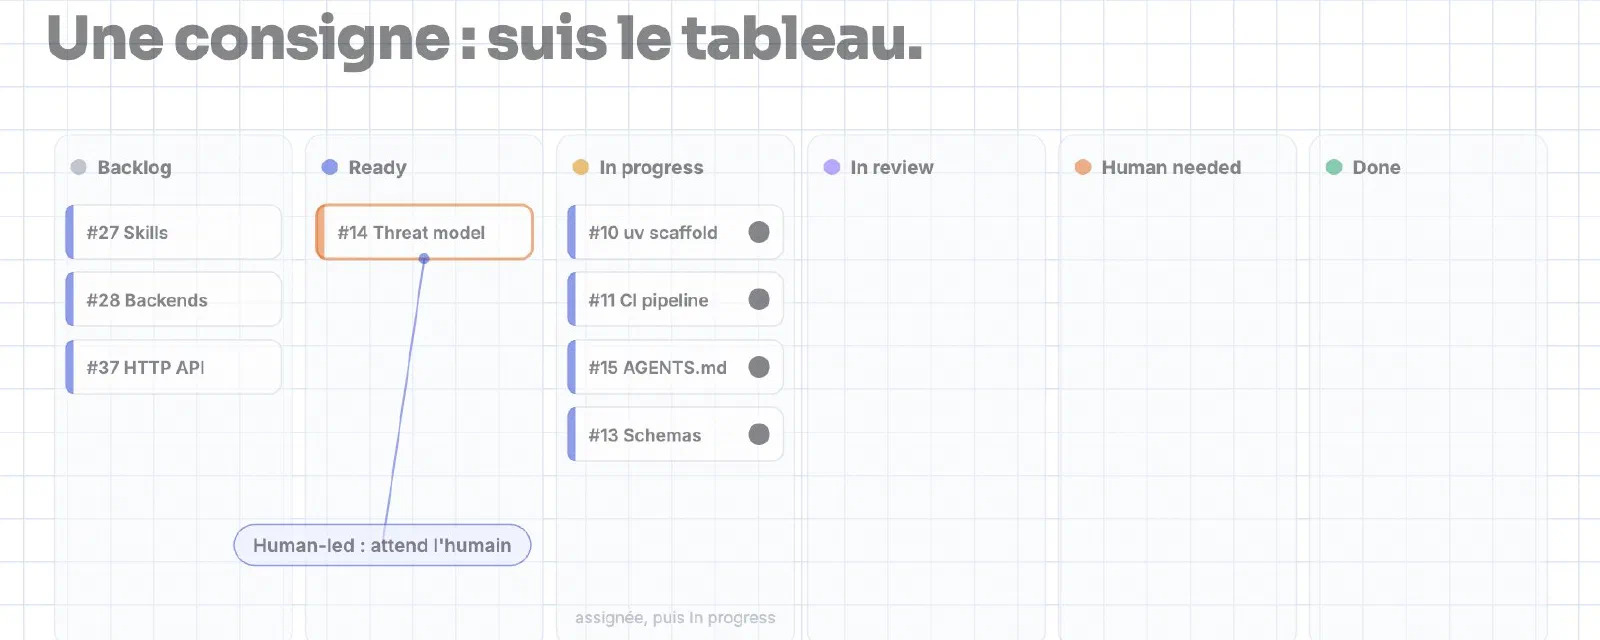 Une consigne : suis le tableau.
Backlog
#27 Skills
#28 Backends
#37 HTTP API
Ready
#14 Threat model
Human-led : attend l'humain
In progress
#10 uv scaffold
#11 CI pipeline
#15 AGENTS.md
#13 Schemas
assignée, puis In progress
In review
Human needed
Done